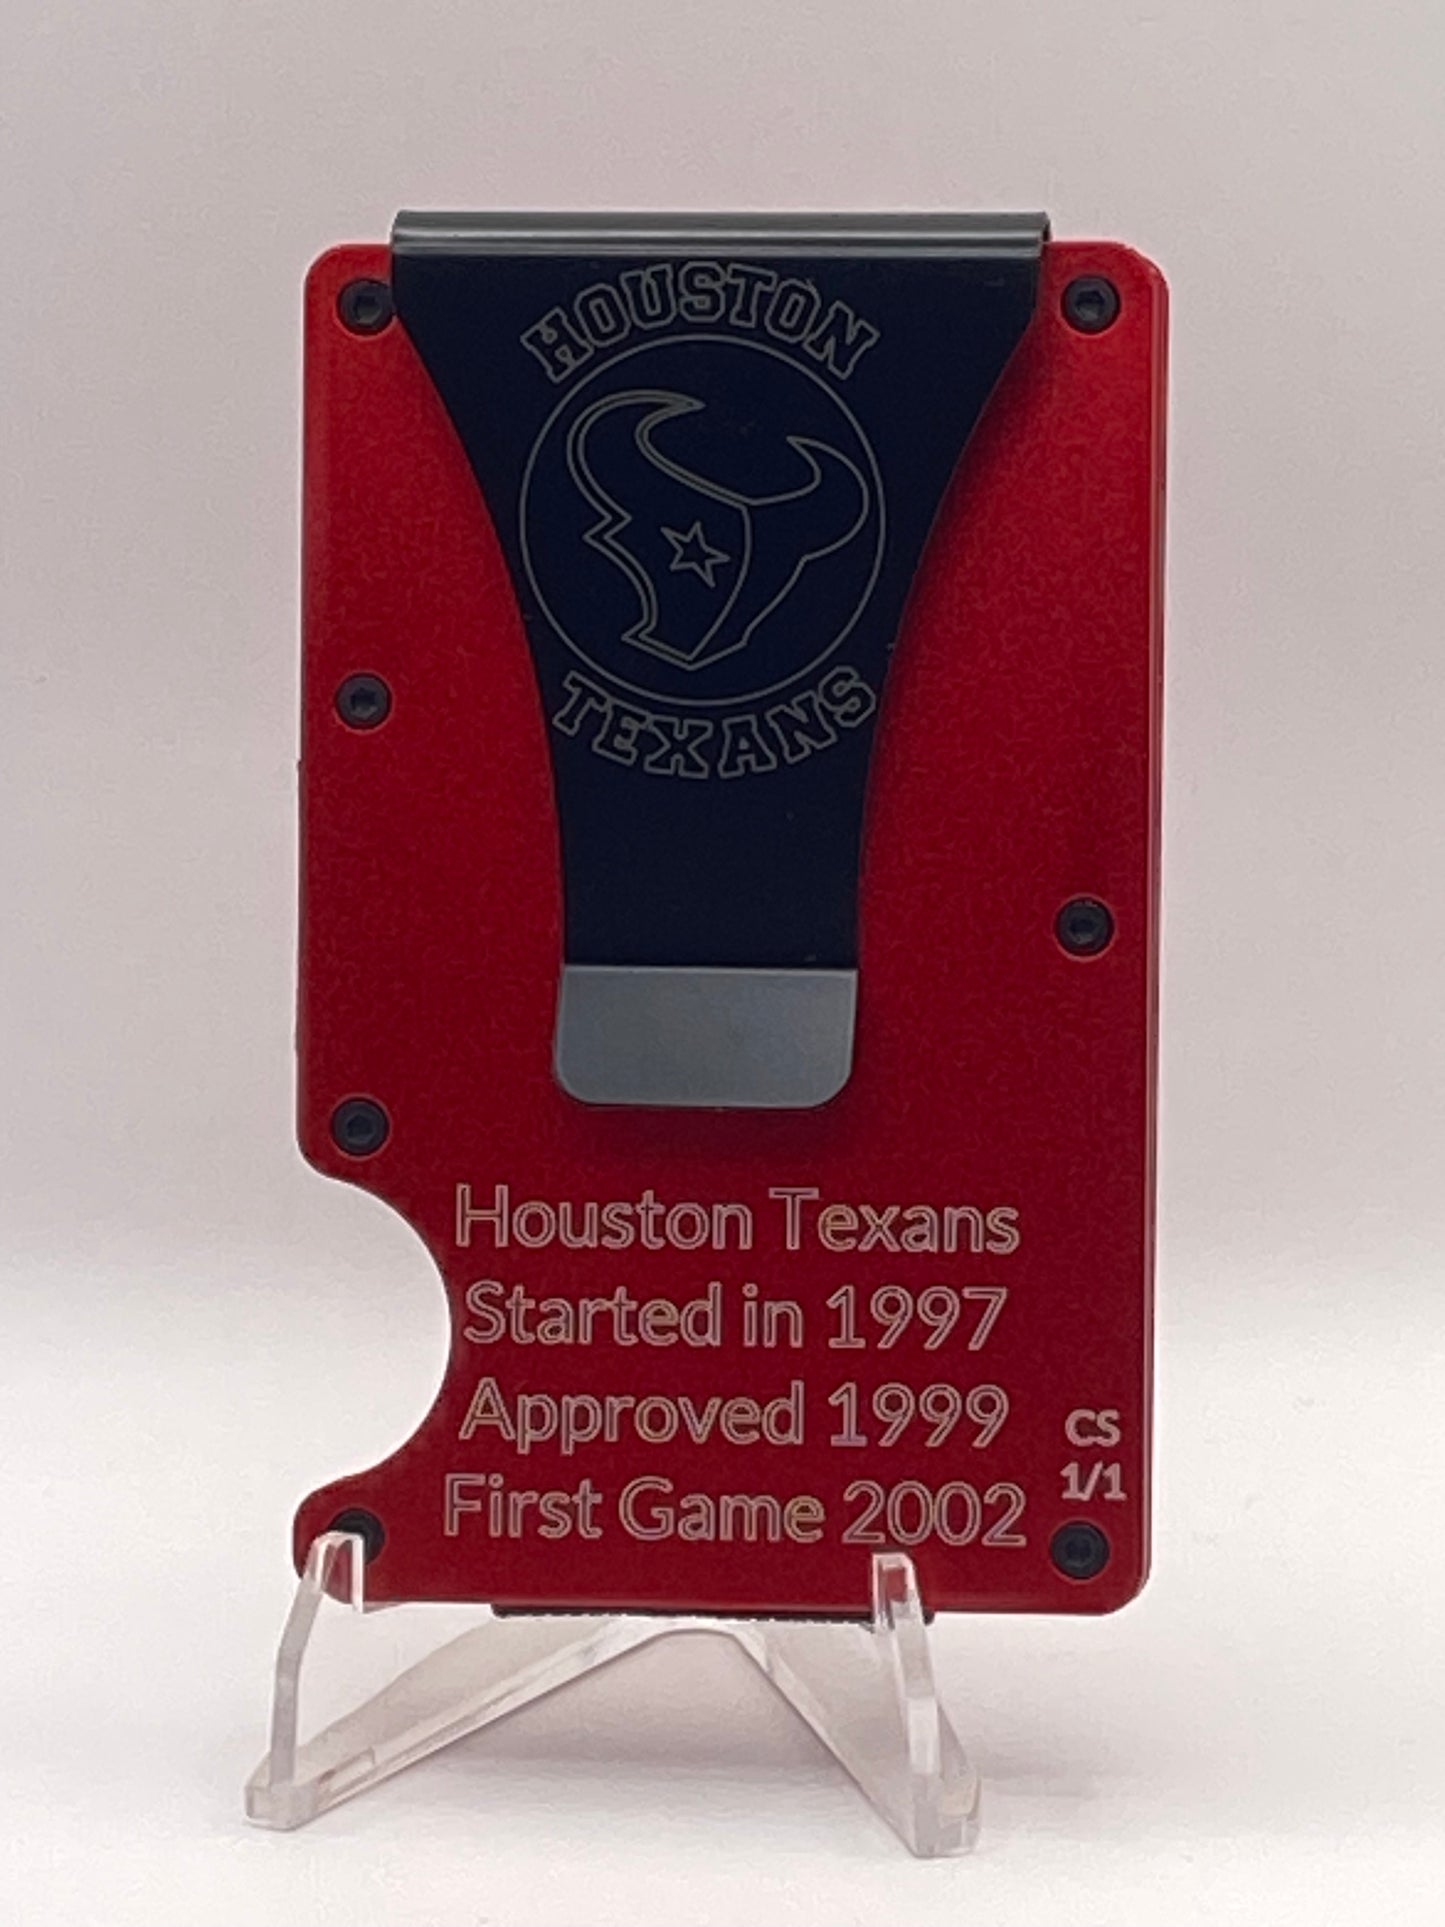 HOUSTON
TEXANS
Houston Texans
Started in 1997
Approved 1999
First Game 2002
CS
1/1